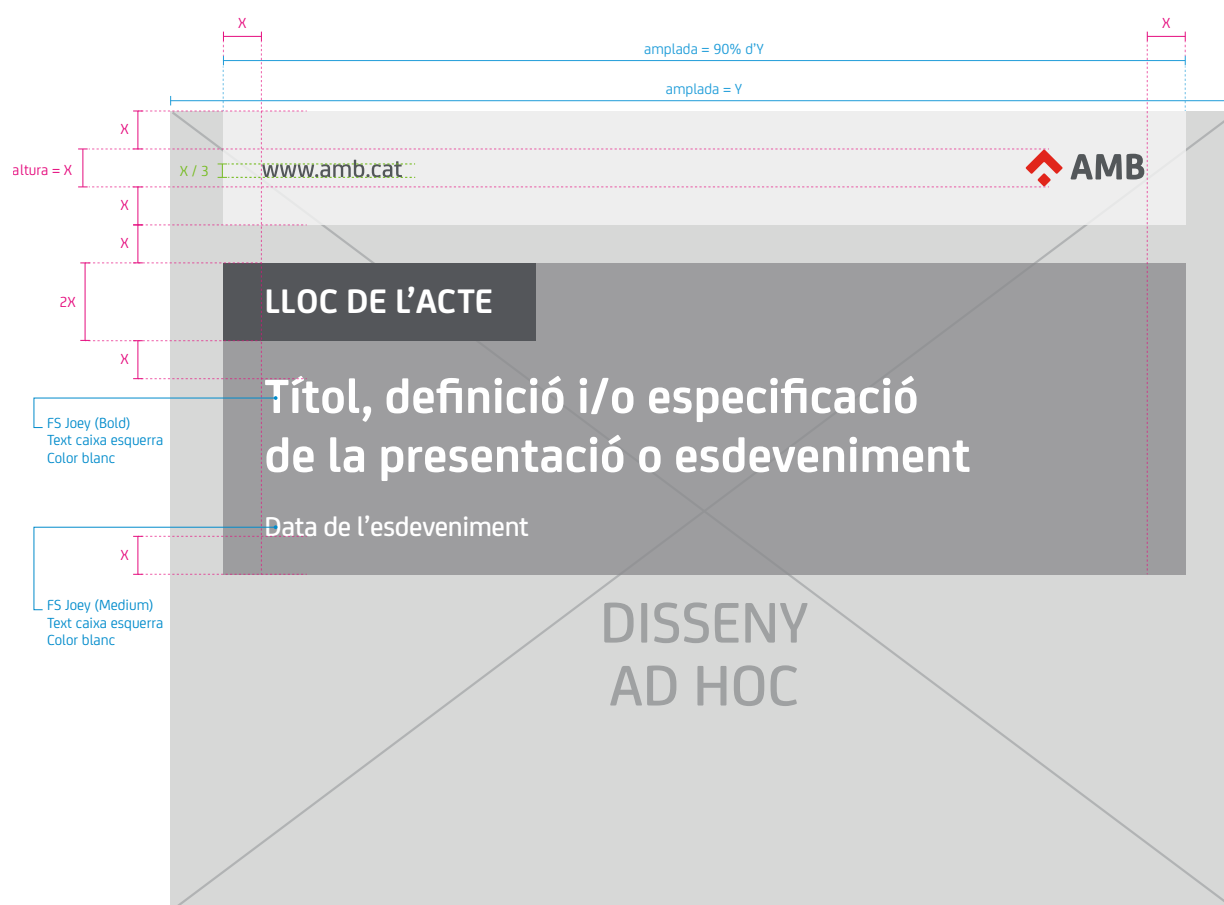 X
X
amplada = 90% d'Y
amplada = Y
X
altura = X
X / 3
www.amb.cat
AMB
X
X
2X
LLOC DE L’ACTE
X
Títol, definició i/o especificació
de la presentació o esdeveniment
FS Joey (Bold)
Text caixa esquerra
Color blanc
Data de l’esdeveniment
X
FS Joey (Medium)
Text caixa esquerra
Color blanc
DISSENY
AD HOC